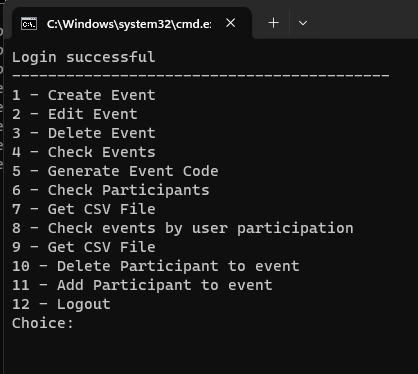 C:\Windows\system32\cmd.e
Login successful
------------------------------------------
1 - Create Event
2 - Edit Event
3 - Delete Event
4 - Check Events
5 - Generate Event Code
6 - Check Participants
7 - Get CSV File
8 - Check events by user participation
9 - Get CSV File
10 - Delete Participant to event
11 - Add Participant to event
12 - Logout
Choice: